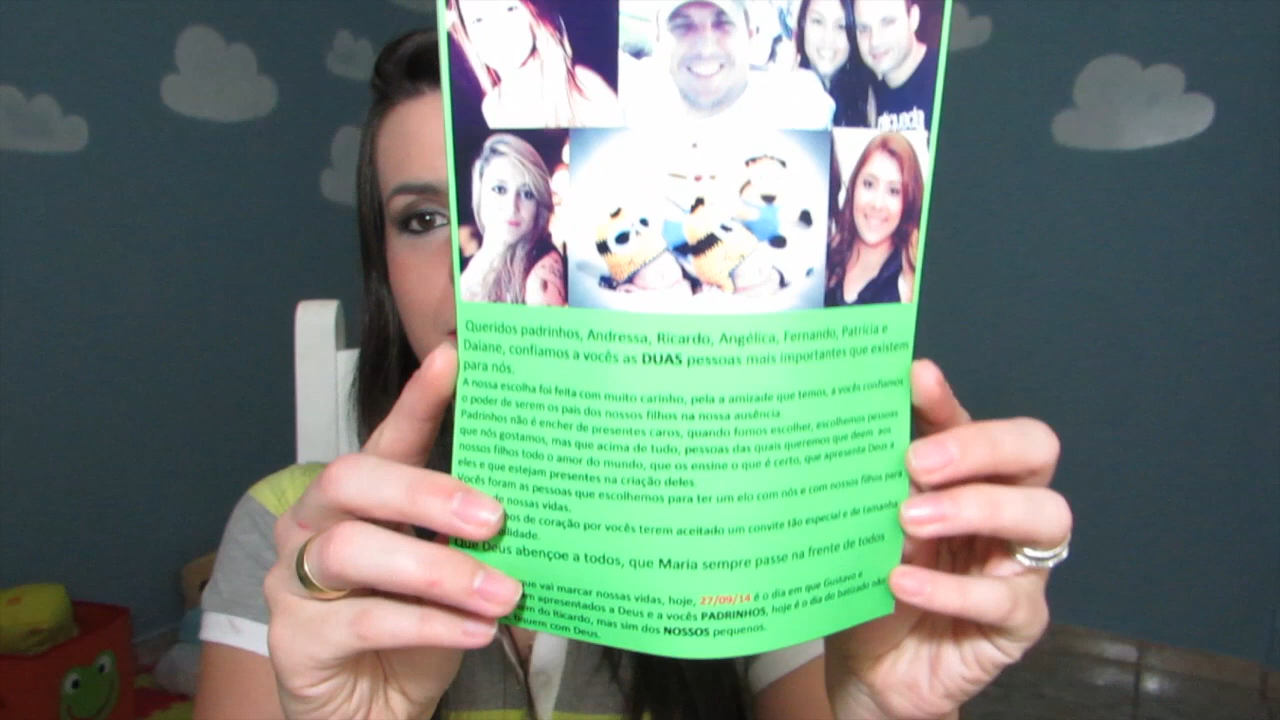 Queridos padrinhos, Andressa, Ricardo, Angélica, Fernando, Patrícia e
Daiane, confiamos a vocês as DUAS pessoas mais importantes que existem
para nós.
A nossa escolha foi feita com muito carinho, pela a amizade que temos, a vocês confiamos
o poder de serem os pais dos nossos filhos na nossa ausência
Padrinhos não é encher de presentes caros, quando fomos escolher, escolhemos pessoas
que nós gostamos, mas que acima de tudo, pessoas das quais queremos que deem aos
nossos filhos todo o amor do mundo, que os ensine o que é certo, que apresente Deus à
eles e que estejam presentes na criação deles.
Vocês foram as pessoas que escolhemos para ter um elo com nós e com nossos filhos para
de nossas vidas.
de coração por vocês terem aceitado um convite tão especial e de tamanha
Que Deus abençoe a todos, que Maria sempre passe na frente de todos
que vai marcar nossas vidas, hoje, 27/09/14 é o dia em que Gustavo e
apresentados a Deus e a vocês PADRINHOS, hoje é o dia do batizado não
do Ricardo, mas sim dos NOSSOS pequenos.
com Deus.